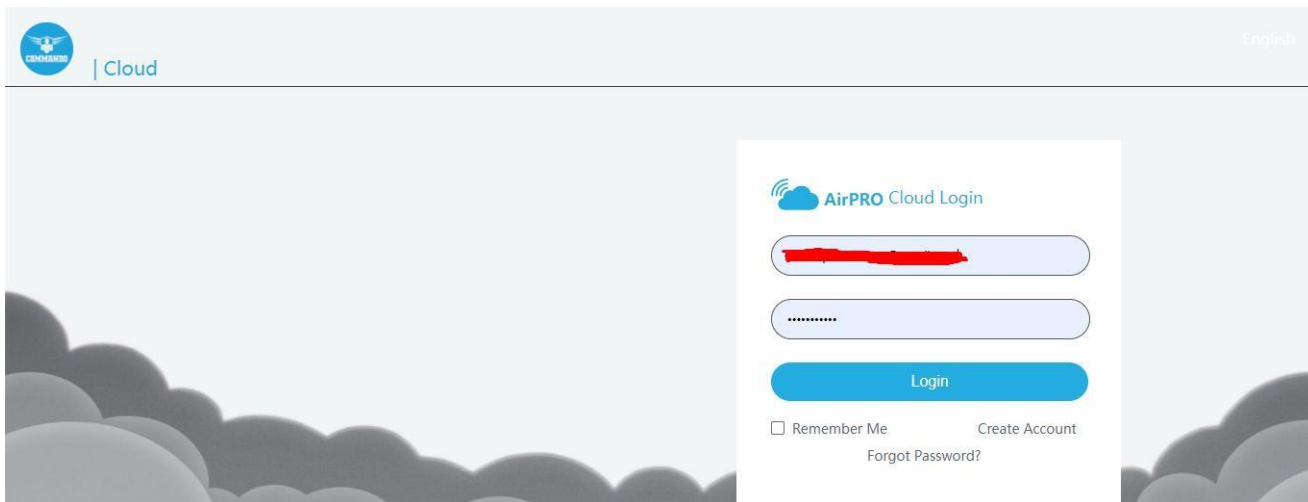 English
COMMANDO
| Cloud
AirPRO Cloud Login
•••••••••••
Login
Remember Me
Create Account
Forgot Password?